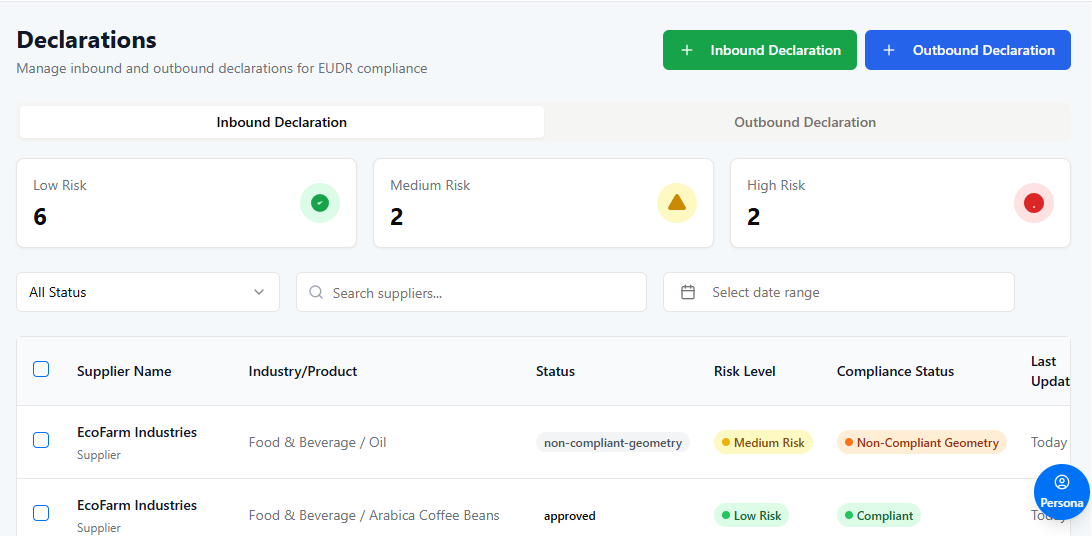 Declarations
Manage inbound and outbound declarations for EUDR compliance
+ Inbound Declaration
+ Outbound Declaration
Inbound Declaration
Outbound Declaration
Low Risk
6
Medium Risk
2
High Risk
2
All Status
Search suppliers...
Select date range
Supplier Name
Industry/Product
Status
Risk Level
Compliance Status
Last
Updat
EcoFarm Industries
Supplier
Food & Beverage / Oil
non-compliant-geometry
Medium Risk
Non-Compliant Geometry
Today
EcoFarm Industries
Supplier
Food & Beverage / Arabica Coffee Beans
approved
Low Risk
Compliant
Persona